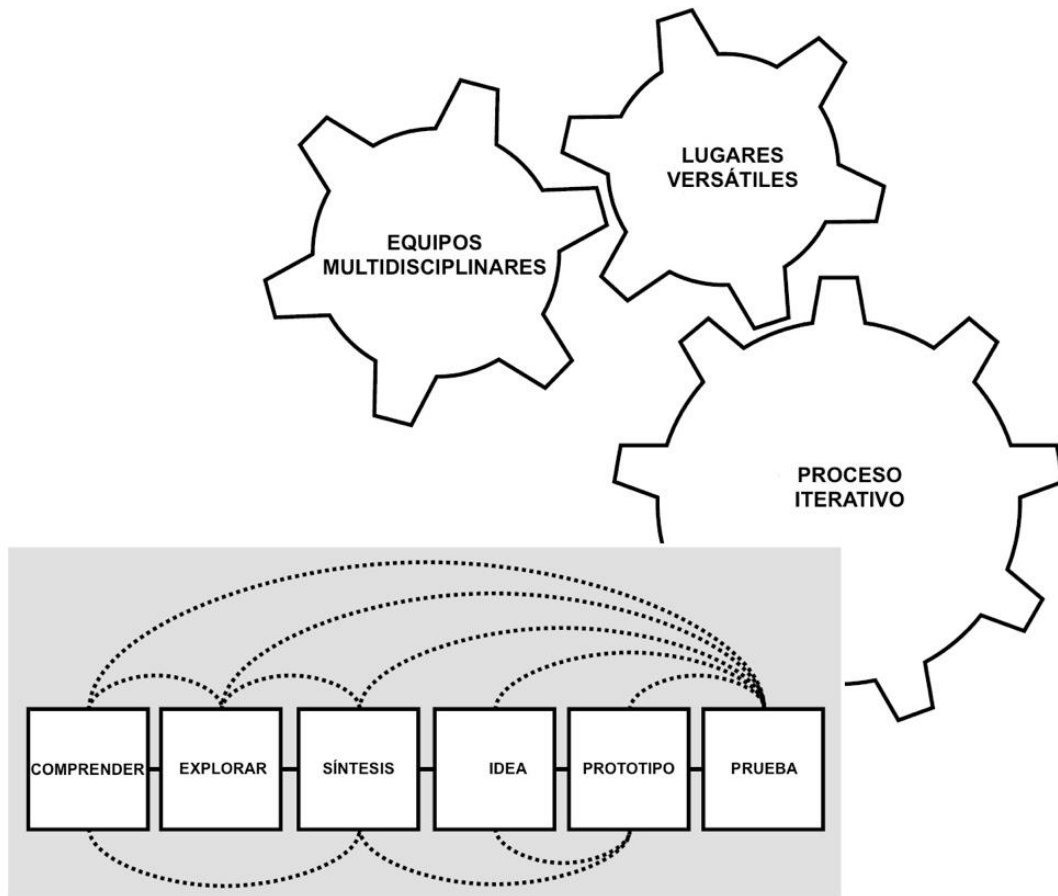 LUGARES
VERSÁTILES
EQUIPOS
MULTIDISCIPLINARES
PROCESO
ITERATIVO
COMPRENDER
EXPLORAR
SÍNTESIS
IDEA
PROTOTIPO
PRUEBA